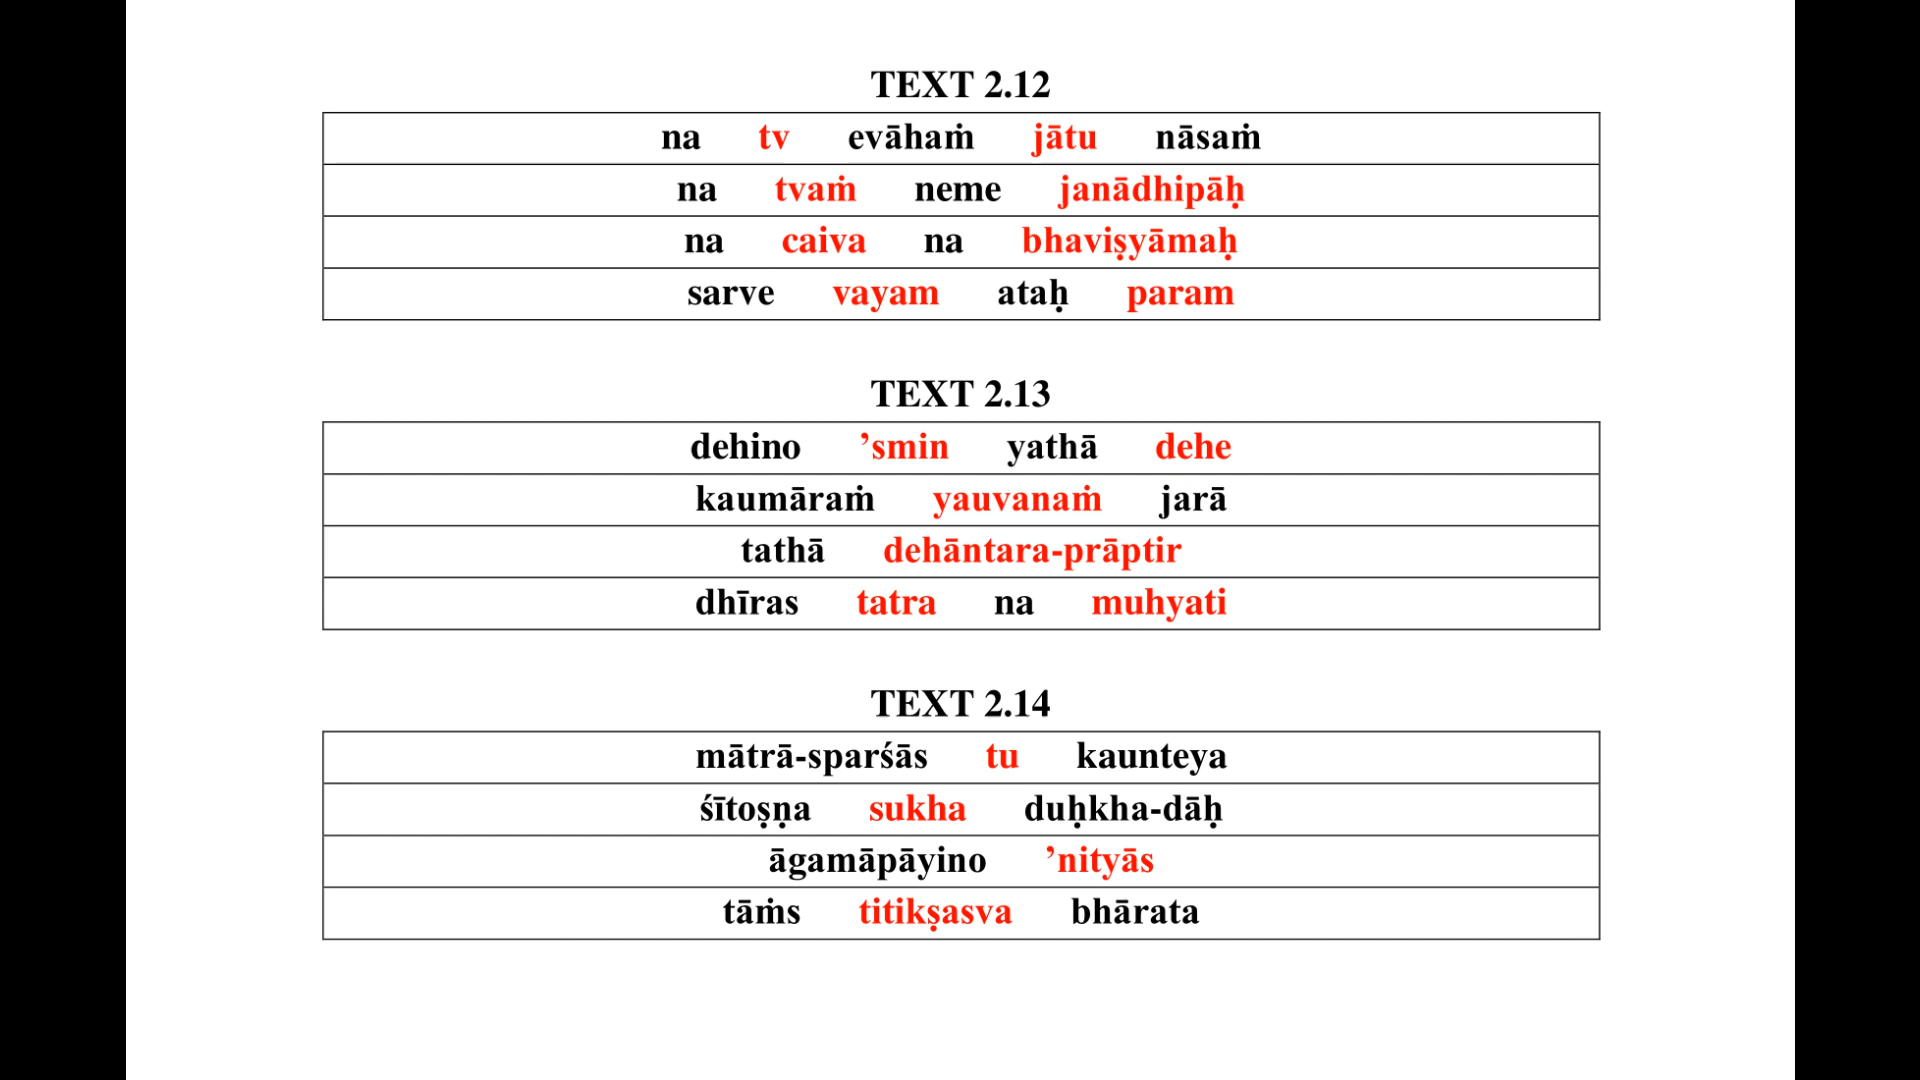 TEXT 2.12
na tv evāhaṁ jātu nāsaṁ
na tvaṁ neme janādhipāḥ
na caiva na bhaviṣyāmaḥ
sarve vayam ataḥ param
TEXT 2.13
dehino ’smin yathā dehe
kaumāraṁ yauvanaṁ jarā
tathā dehāntara-prāptir
dhīras tatra na muhyati
TEXT 2.14
mātrā-sparśās tu kaunteya
śītoṣṇa sukha duḥkha-dāḥ
āgamāpāyino ’nityās
tāṁs titikṣasva bhārata